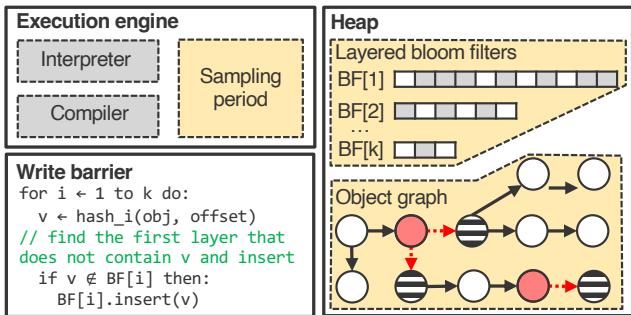 Execution engine
Interpreter
Compiler
Sampling
period
Write barrier
for i ← 1 to k do:
v ← hash_i(obj, offset)
// find the first layer that
does not contain v and insert
if v ∉ BF[i] then:
BF[i].insert(v)
Heap
Layered bloom filters
BF[1]
BF[2]
...
BF[k]
Object graph